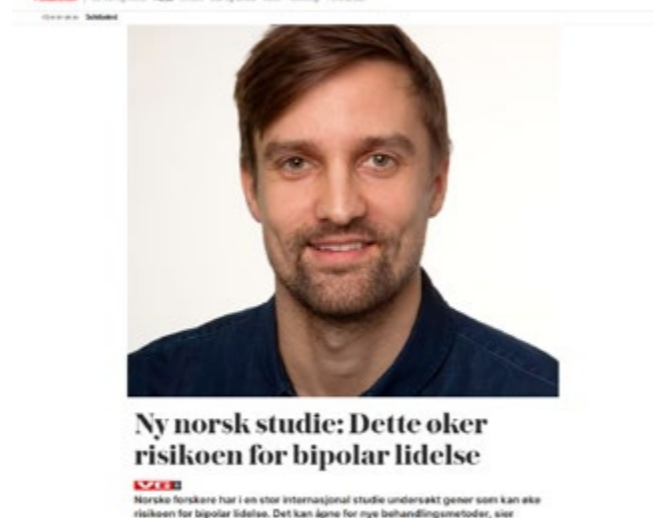 Ny norsk studie: Dette øker
risikoen for bipolar lidelse
VG+
Norske forskere har i en stor internasjonal studie undersøkt gener som kan øke
risikoen for bipolar lidelse. Det kan åpne for nye behandlingsmetoder, sier